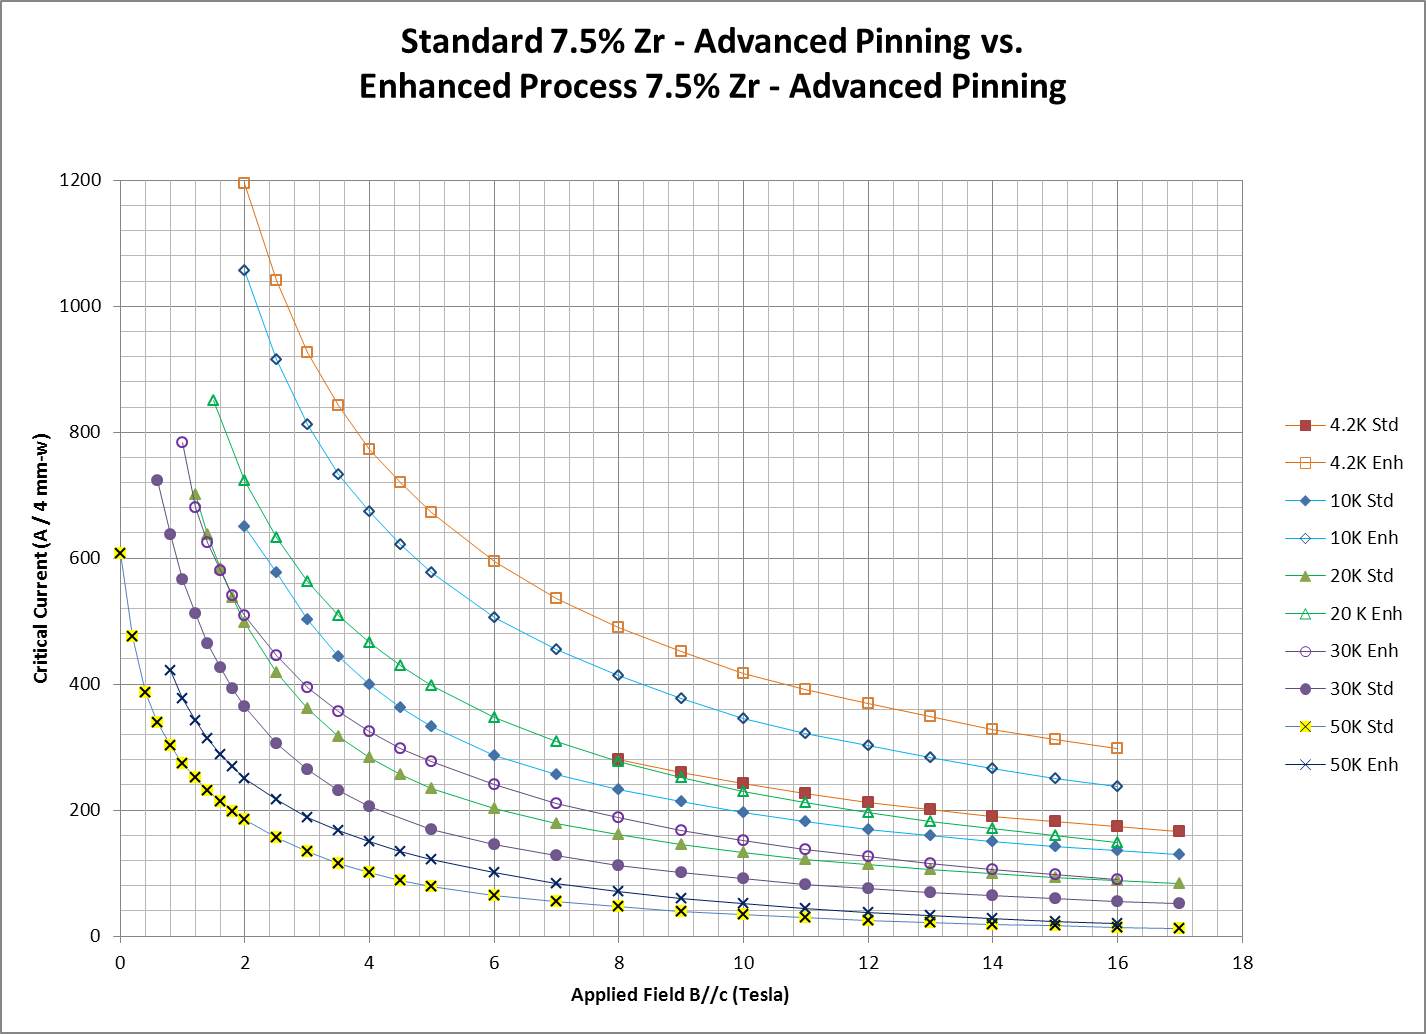 Standard 7.5% Zr - Advanced Pinning vs.
Enhanced Process 7.5% Zr - Advanced Pinning
1200
1000
800
600
400
200
0
Critical Current (A / 4 mm-w)
0 2 4 6 8 10 12 14 16 18
Applied Field B//c (Tesla)
4.2K Std
4.2K Enh
10K Std
10K Enh
20K Std
20 K Enh
30K Enh
30K Std
50K Std
50K Enh